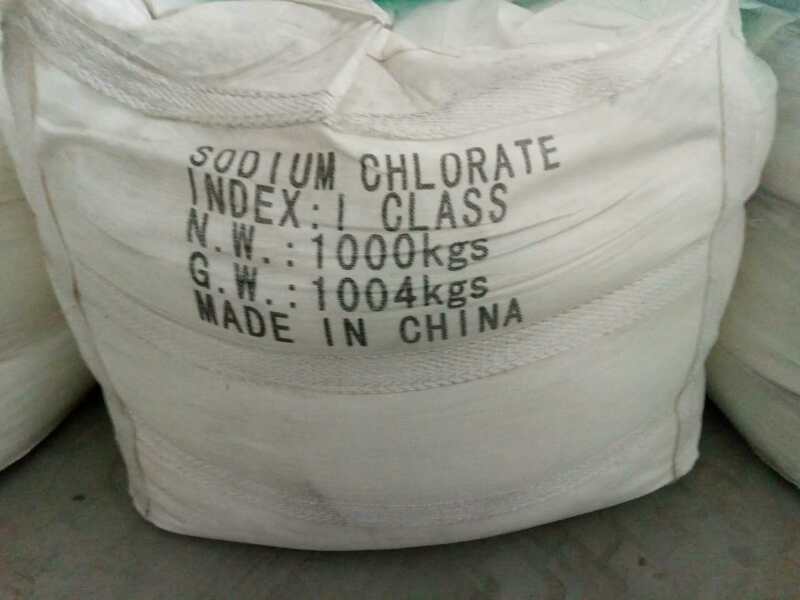 SODIUM CHLORATE
INDEX:I CLASS
N.W.:1000kgs
G.W.:1004kgs
MADE IN CHINA